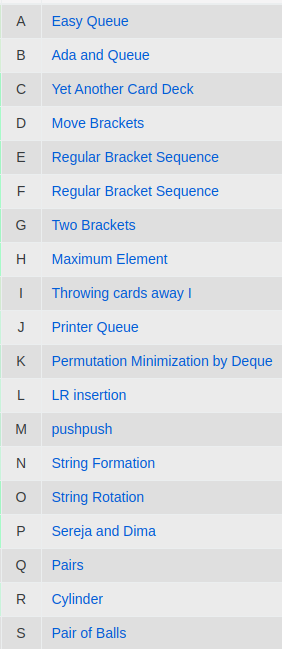 A Easy Queue
B Ada and Queue
C Yet Another Card Deck
D Move Brackets
E Regular Bracket Sequence
F Regular Bracket Sequence
G Two Brackets
H Maximum Element
I Throwing cards away I
J Printer Queue
K Permutation Minimization by Deque
L LR insertion
M pushpush
N String Formation
O String Rotation
P Sereja and Dima
Q Pairs
R Cylinder
S Pair of Balls